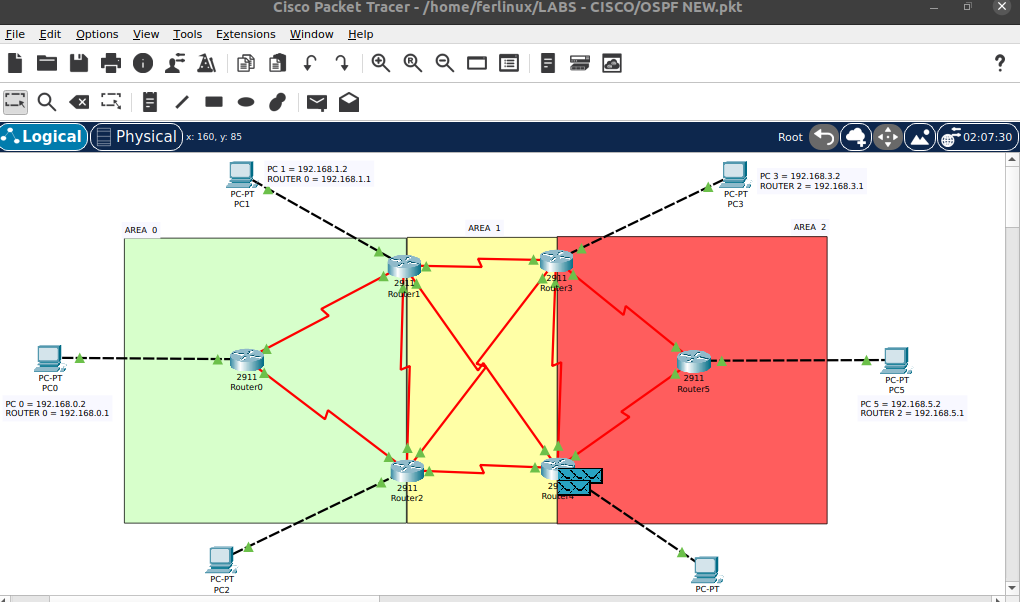 Cisco Packet Tracer - /home/ferlinux/LABS - CISCO/OSPF NEW.pkt
File Edit Options View Tools Extensions Window Help
?
Logical Physical x: 160, y: 85 Root 02:07:30
PC 1 = 192.168.1.2
ROUTER 0 = 192.168.1.1
PC-PT
PC1
PC 3 = 192.168.3.2
ROUTER 2 = 192.168.3.1
PC-PT
PC3
AREA 0
AREA 1
AREA 2
2911
Router1
2911
Router3
2911
Router0
2911
Router5
PC-PT
PC0
PC 0 = 192.168.0.2
ROUTER 0 = 192.168.0.1
PC-PT
PC5
PC 5 = 192.168.5.2
ROUTER 2 = 192.168.5.1
2911
Router2
29
Router4
PC-PT
PC2
PC-PT